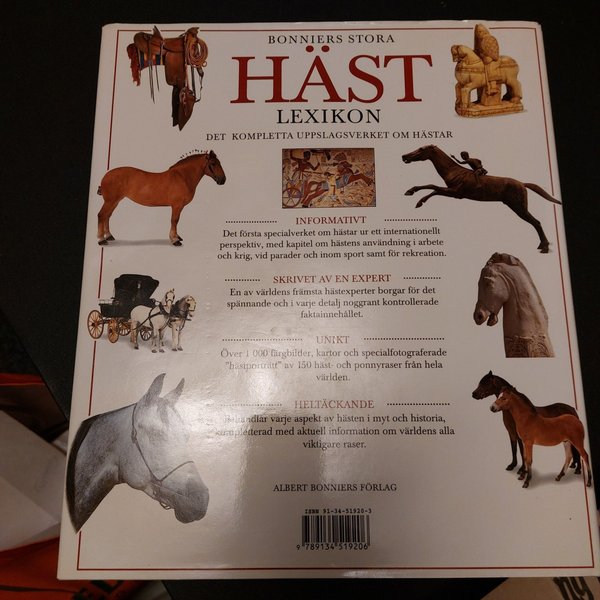 BONNIERS STORA
HÄST
LEXIKON
DET KOMPLETTA UPPSLAGSVERKET OM HÄSTAR
INFORMATIVT
Det första specialverket om hästar ur ett internationellt
perspektiv, med kapitel om hästens användning i arbete
och krig, vid parader och inom sport samt för rekreation.
SKRIVET AV EN EXPERT
En av världens främsta hästexperter borgar för det
spännande och i varje detalj noggrant kontrollerade
faktainnehållet.
UNIKT
Över 1 000 färgbilder, kartor och specialfotograferade
"hästporträtt" av 150 häst- och ponnyraser från hela
världen.
HELTÄCKANDE
Behandlar varje aspekt av hästen i myt och historia,
kompletterad med aktuell information om världens alla
viktigare raser.
ALBERT BONNIERS FÖRLAG
ISBN 91-34-51920-3
9 789134 519206